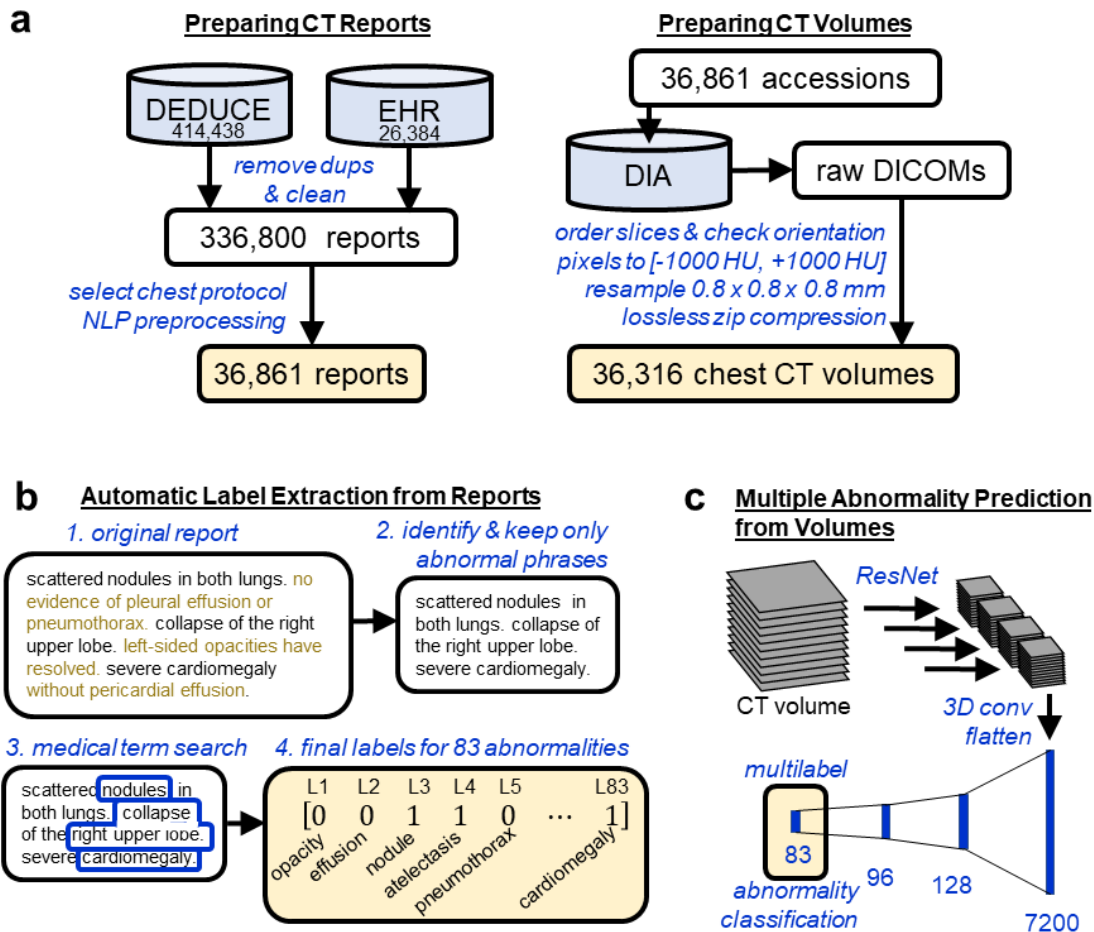 a
Preparing CT Reports
DEDUCE
414,438
EHR
26,384
remove dups
& clean
336,800 reports
select chest protocol
NLP preprocessing
36,861 reports
Preparing CT Volumes
36,861 accessions
DIA
raw DICOMs
order slices & check orientation
pixels to [-1000 HU, +1000 HU]
resample 0.8 x 0.8 x 0.8 mm
lossless zip compression
36,316 chest CT volumes
b
Automatic Label Extraction from Reports
1. original report
scattered nodules in both lungs. no
evidence of pleural effusion or
pneumothorax. collapse of the right
upper lobe. left-sided opacities have
resolved. severe cardiomegaly
without pericardial effusion.
2. identify & keep only
abnormal phrases
scattered nodules in
both lungs. collapse of
the right upper lobe.
severe cardiomegaly.
3. medical term search
scattered nodules in
both lungs. collapse
of the right upper lobe.
severe cardiomegaly.
4. final labels for 83 abnormalities
L1 L2 L3 L4 L5 L83
[0 0 1 1 0 ... 1]
opacity
effusion
nodule
atelectasis
pneumothorax
cardiomegaly
c
Multiple Abnormality Prediction
from Volumes
ResNet
CT volume
3D conv
flatten
multilabel
83
96
128
7200
abnormality
classification